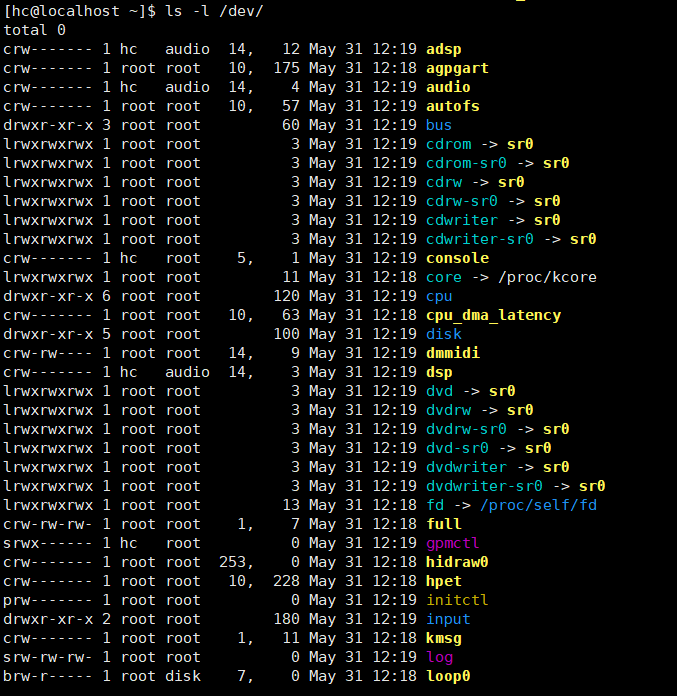 [hc@localhost ~]$ ls -l /dev/
total 0
crw------- 1 hc   audio  14,   12 May 31 12:19 adsp
crw------- 1 root root   10,  175 May 31 12:18 agpgart
crw------- 1 hc   audio  14,    4 May 31 12:19 audio
crw------- 1 root root   10,   57 May 31 12:19 autofs
drwxr-xr-x 3 root root         60 May 31 12:19 bus
lrwxrwxrwx 1 root root          3 May 31 12:19 cdrom -> sr0
lrwxrwxrwx 1 root root          3 May 31 12:19 cdrom-sr0 -> sr0
lrwxrwxrwx 1 root root          3 May 31 12:19 cdrw -> sr0
lrwxrwxrwx 1 root root          3 May 31 12:19 cdrw-sr0 -> sr0
lrwxrwxrwx 1 root root          3 May 31 12:19 cdwriter -> sr0
lrwxrwxrwx 1 root root          3 May 31 12:19 cdwriter-sr0 -> sr0
crw------- 1 hc   root    5,    1 May 31 12:19 console
lrwxrwxrwx 1 root root         11 May 31 12:18 core -> /proc/kcore
drwxr-xr-x 6 root root        120 May 31 12:19 cpu
crw------- 1 root root   10,   63 May 31 12:18 cpu_dma_latency
drwxr-xr-x 5 root root        100 May 31 12:19 disk
crw-rw---- 1 root root   14,    9 May 31 12:19 dmmidi
crw------- 1 hc   audio  14,    3 May 31 12:19 dsp
lrwxrwxrwx 1 root root          3 May 31 12:19 dvd -> sr0
lrwxrwxrwx 1 root root          3 May 31 12:19 dvdrw -> sr0
lrwxrwxrwx 1 root root          3 May 31 12:19 dvdrw-sr0 -> sr0
lrwxrwxrwx 1 root root          3 May 31 12:19 dvd-sr0 -> sr0
lrwxrwxrwx 1 root root          3 May 31 12:19 dvdwriter -> sr0
lrwxrwxrwx 1 root root          3 May 31 12:19 dvdwriter-sr0 -> sr0
lrwxrwxrwx 1 root root         13 May 31 12:18 fd -> /proc/self/fd
crw-rw-rw- 1 root root    1,    7 May 31 12:18 full
srwx------ 1 hc   root          0 May 31 12:19 gpmctl
crw------- 1 root root  253,    0 May 31 12:18 hidraw0
crw------- 1 root root   10,  228 May 31 12:18 hpet
prw------- 1 root root          0 May 31 12:19 initctl
drwxr-xr-x 2 root root        180 May 31 12:19 input
crw------- 1 root root    1,   11 May 31 12:18 kmsg
srw-rw-rw- 1 root root          0 May 31 12:19 log
brw-r----- 1 root disk    7,    0 May 31 12:18 loop0